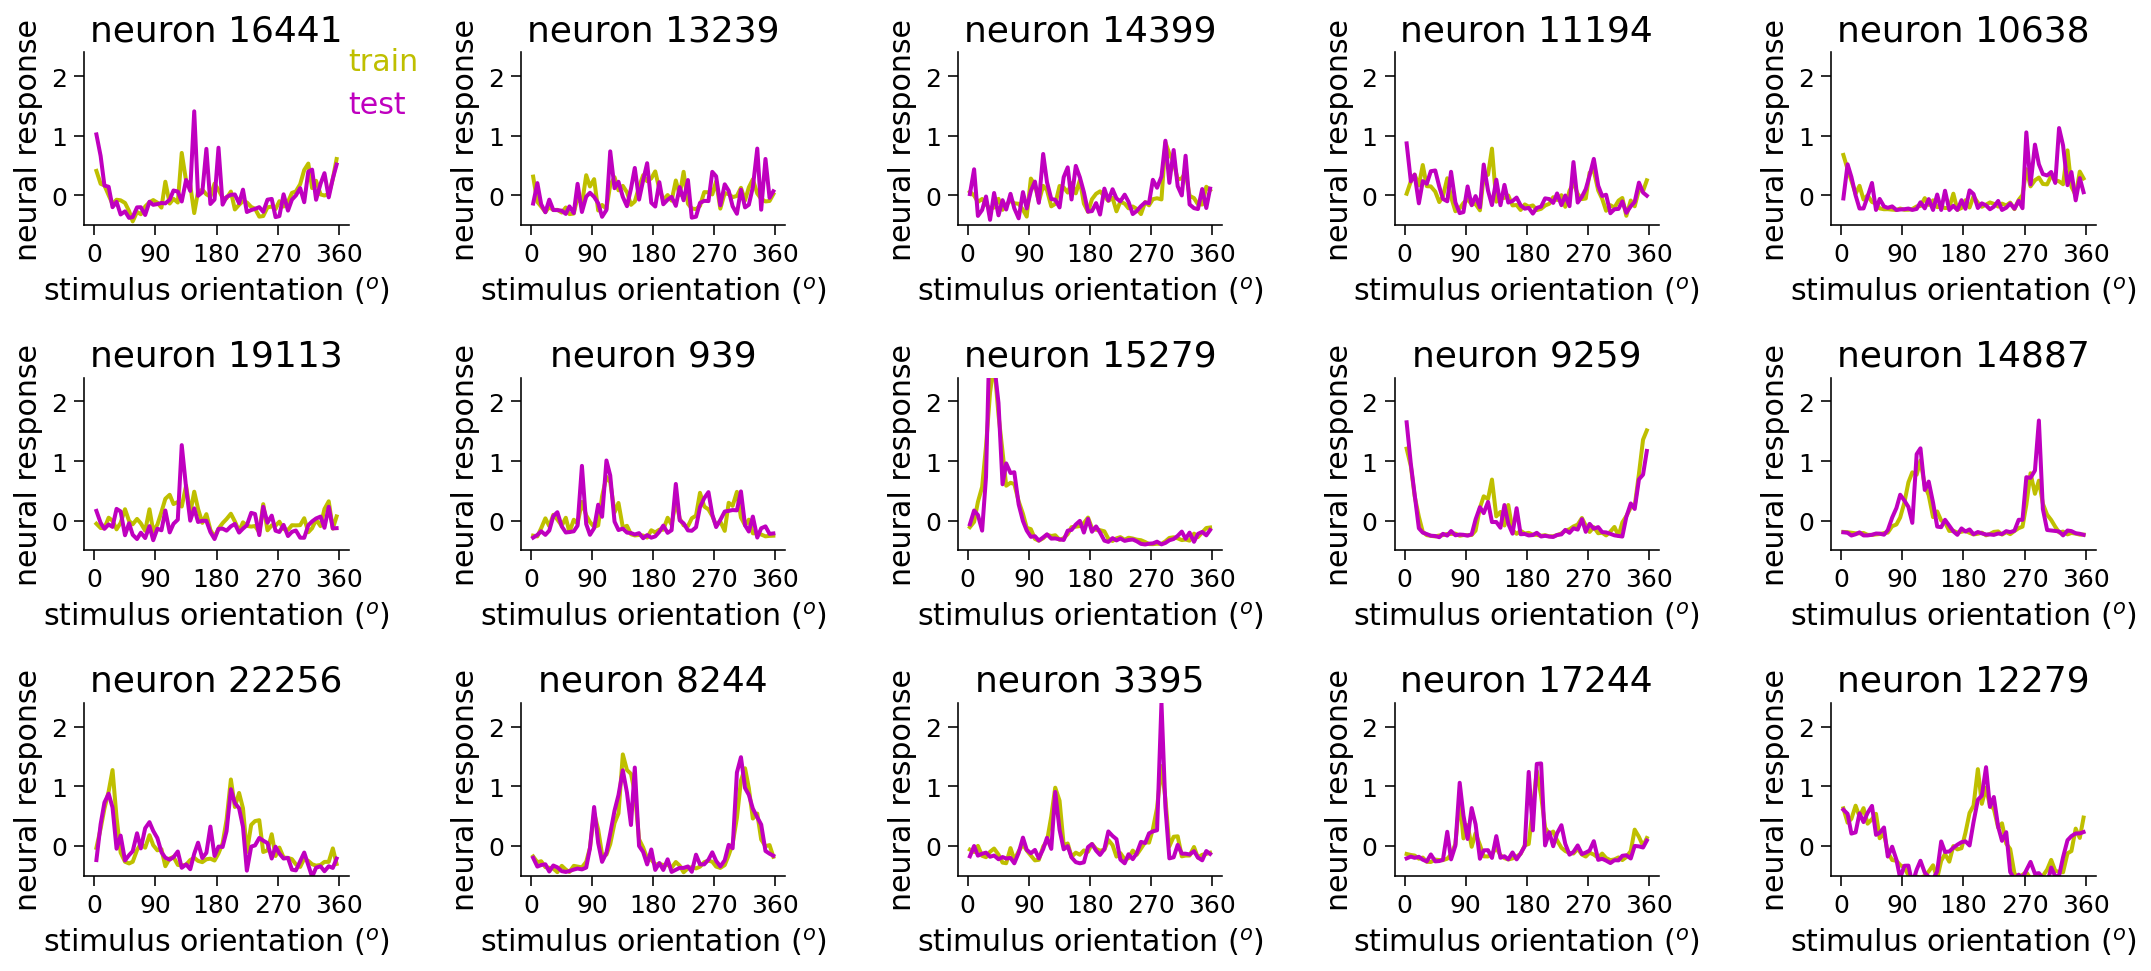 neuron 16441
neural response
2
1
0
0 90 180 270 360
stimulus orientation (o)
train
test
neuron 13239
neural response
2
1
0
0 90 180 270 360
stimulus orientation (o)
neuron 14399
neural response
2
1
0
0 90 180 270 360
stimulus orientation (o)
neuron 11194
neural response
2
1
0
0 90 180 270 360
stimulus orientation (o)
neuron 10638
neural response
2
1
0
0 90 180 270 360
stimulus orientation (o)
neuron 19113
neural response
2
1
0
0 90 180 270 360
stimulus orientation (o)
neuron 939
neural response
2
1
0
0 90 180 270 360
stimulus orientation (o)
neuron 15279
neural response
2
1
0
0 90 180 270 360
stimulus orientation (o)
neuron 9259
neural response
2
1
0
0 90 180 270 360
stimulus orientation (o)
neuron 14887
neural response
2
1
0
0 90 180 270 360
stimulus orientation (o)
neuron 22256
neural response
2
1
0
0 90 180 270 360
stimulus orientation (o)
neuron 8244
neural response
2
1
0
0 90 180 270 360
stimulus orientation (o)
neuron 3395
neural response
2
1
0
0 90 180 270 360
stimulus orientation (o)
neuron 17244
neural response
2
1
0
0 90 180 270 360
stimulus orientation (o)
neuron 12279
neural response
2
1
0
0 90 180 270 360
stimulus orientation (o)